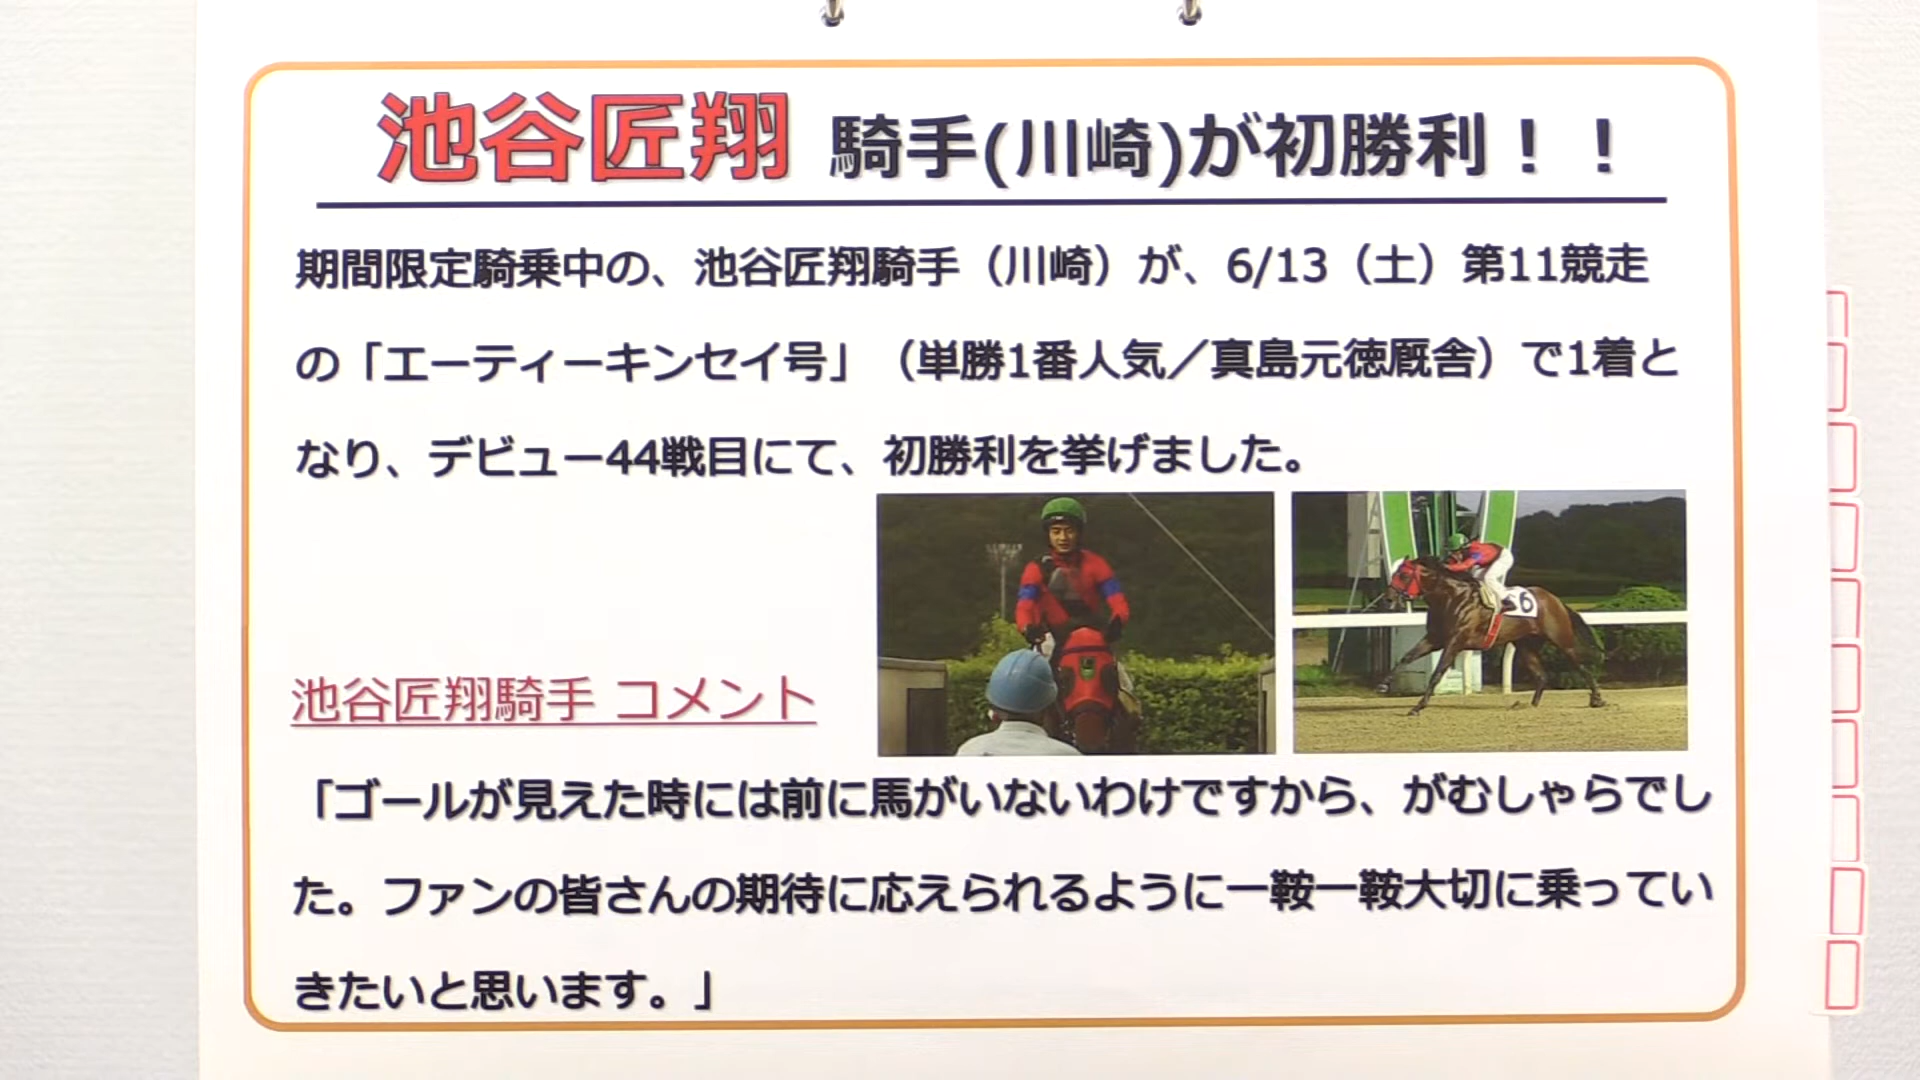 池谷匠翔 騎手(川崎)が初勝利！！
期間限定騎乗中の、池谷匠翔騎手（川崎）が、6/13（土）第11競走
の「エーティーキンセイ号」（単勝1番人気／真島元徳厩舎）で1着と
なり、デビュー44戦目にて、初勝利を挙げました。
6
池谷匠翔騎手 コメント
「ゴールが見えた時には前に馬がいないわけですから、がむしゃらでし
た。ファンの皆さんの期待に応えられるように一鞍一鞍大切に乗ってい
きたいと思います。」